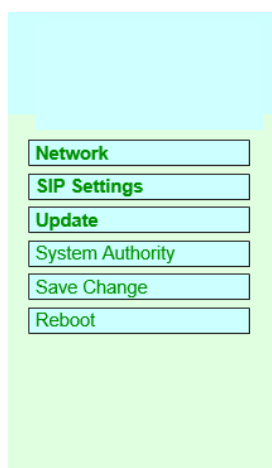 Network
SIP Settings
Update
System Authority
Save Change
Reboot